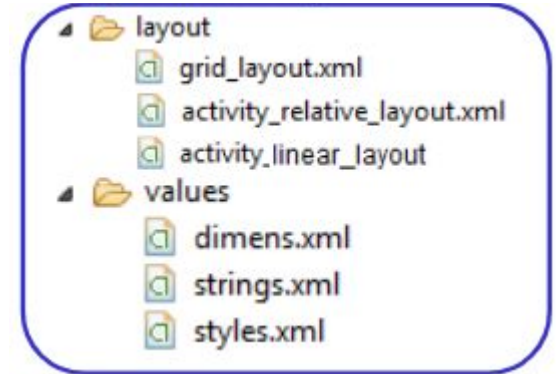 layout
grid_layout.xml
activity_relative_layout.xml
activity_linear_layout
values
dimens.xml
strings.xml
styles.xml